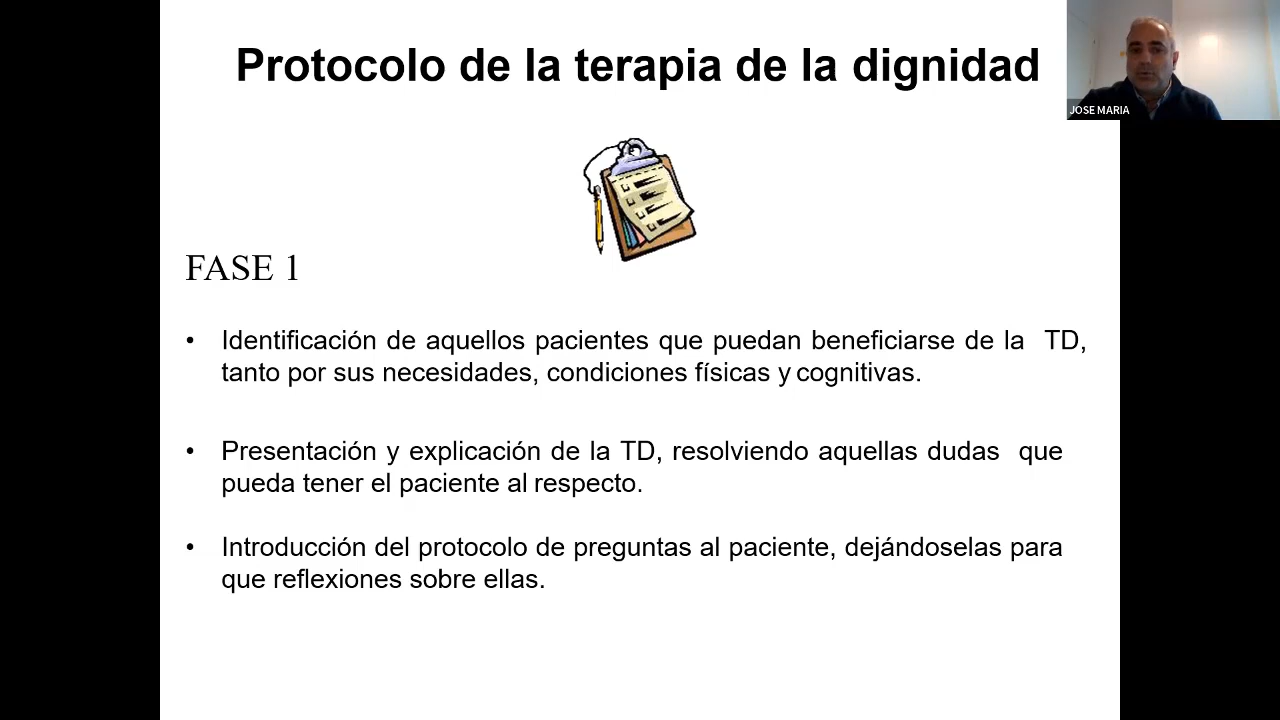 Protocolo de la terapia de la dignidad
JOSE MARIA
FASE 1
• Identificación de aquellos pacientes que puedan beneficiarse de la TD,
tanto por sus necesidades, condiciones físicas y cognitivas.
• Presentación y explicación de la TD, resolviendo aquellas dudas que
pueda tener el paciente al respecto.
• Introducción del protocolo de preguntas al paciente, dejándoselas para
que reflexiones sobre ellas.